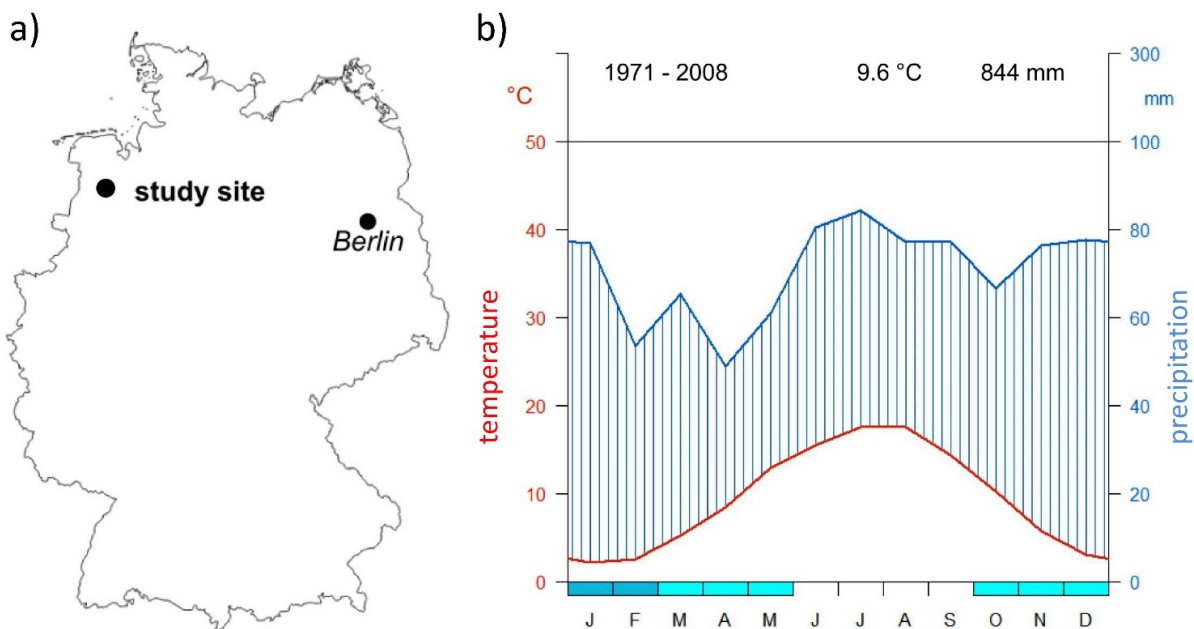 a)
study site
Berlin
b)
1971 - 2008 9.6 °C 844 mm
°C
50
40
30
20
10
0
temperature
300
mm
100
80
60
40
20
0
precipitation
J F M A M J J A S O N D